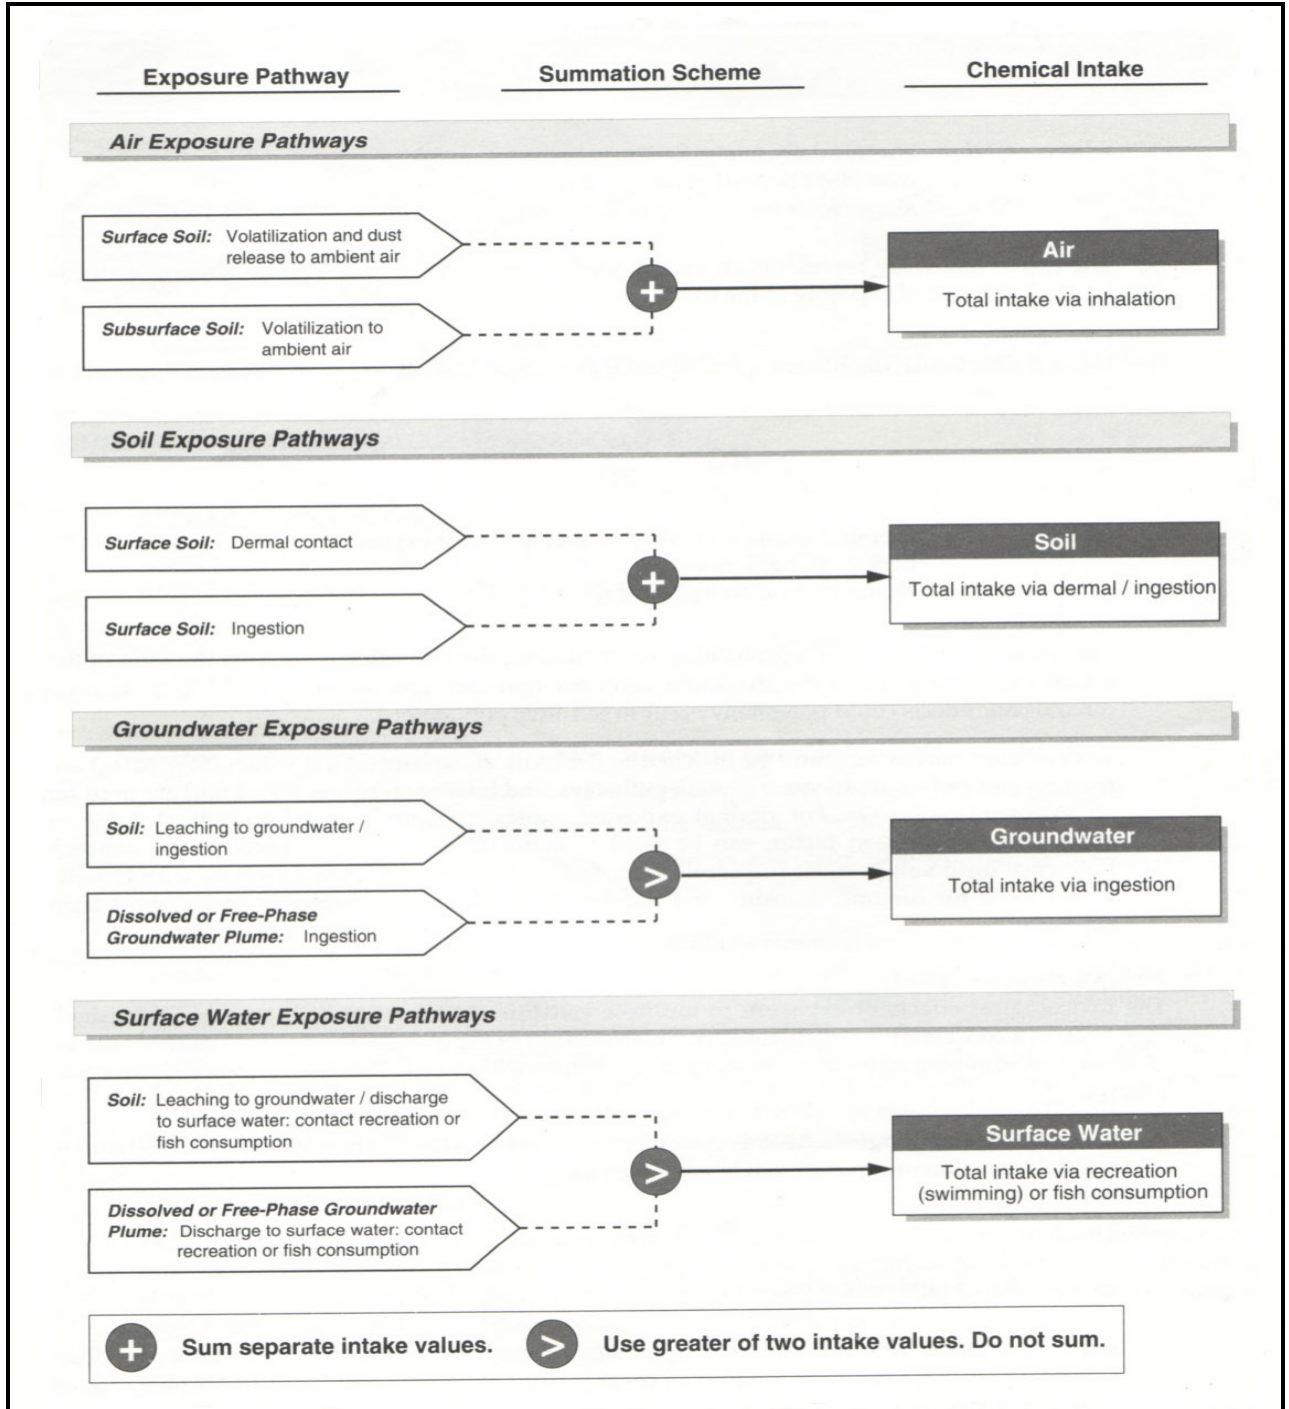 Exposure Pathway
Summation Scheme
Chemical Intake
Air Exposure Pathways
Surface Soil: Volatilization and dust
release to ambient air
Subsurface Soil: Volatilization to
ambient air
+
Air
Total intake via inhalation
Soil Exposure Pathways
Surface Soil: Dermal contact
Surface Soil: Ingestion
+
Soil
Total intake via dermal / ingestion
Groundwater Exposure Pathways
Soil: Leaching to groundwater /
ingestion
Dissolved or Free-Phase
Groundwater Plume: Ingestion
>
Groundwater
Total intake via ingestion
Surface Water Exposure Pathways
Soil: Leaching to groundwater / discharge
to surface water: contact recreation or
fish consumption
Dissolved or Free-Phase Groundwater
Plume: Discharge to surface water: contact
recreation or fish consumption
>
Surface Water
Total intake via recreation
(swimming) or fish consumption
+ Sum separate intake values.
> Use greater of two intake values. Do not sum.